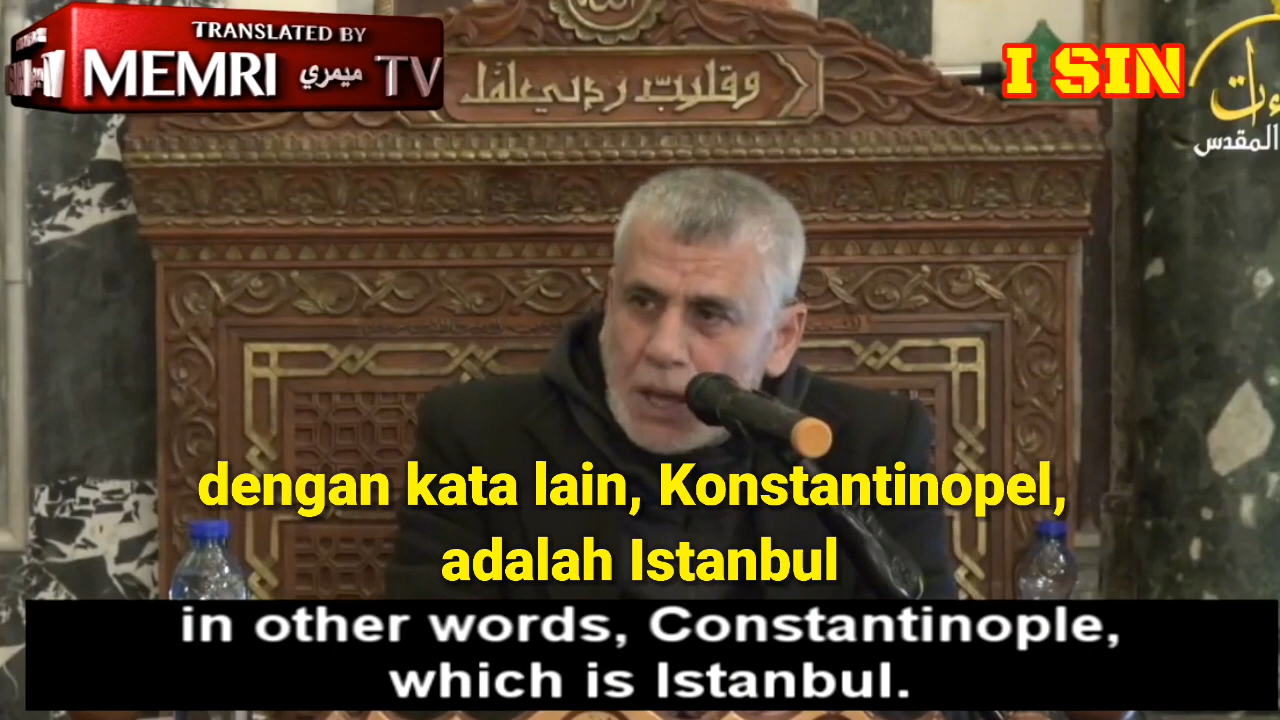 TRANSLATED BY
MEMRI ميمري TV
I SIN
المقدس
dengan kata lain, Konstantinopel,
adalah Istanbul
in other words, Constantinople,
which is Istanbul.